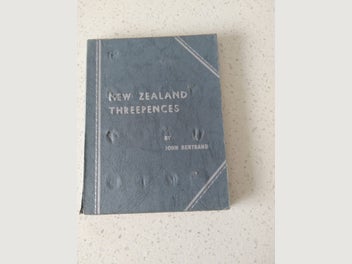 NEW ZEALAND
THREEPENCES
BY
JOHN BERTRAND